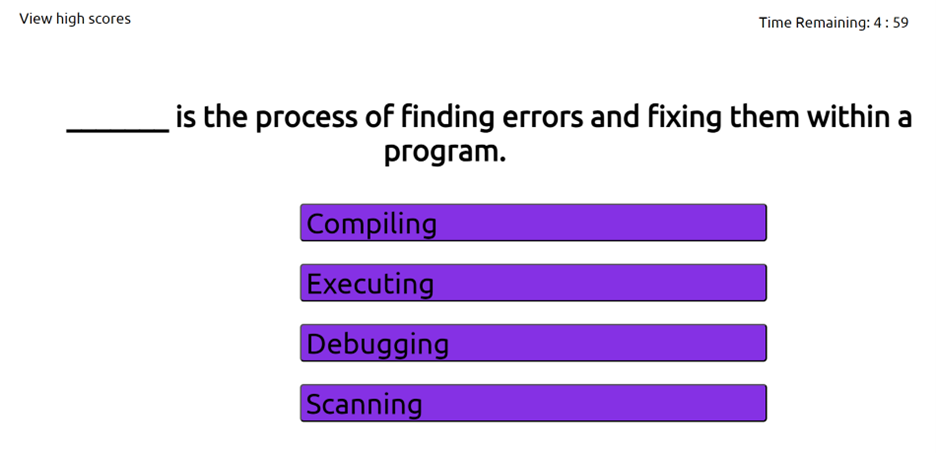 View high scores
Time Remaining: 4 : 59
_______ is the process of finding errors and fixing them within a
program.
Compiling
Executing
Debugging
Scanning